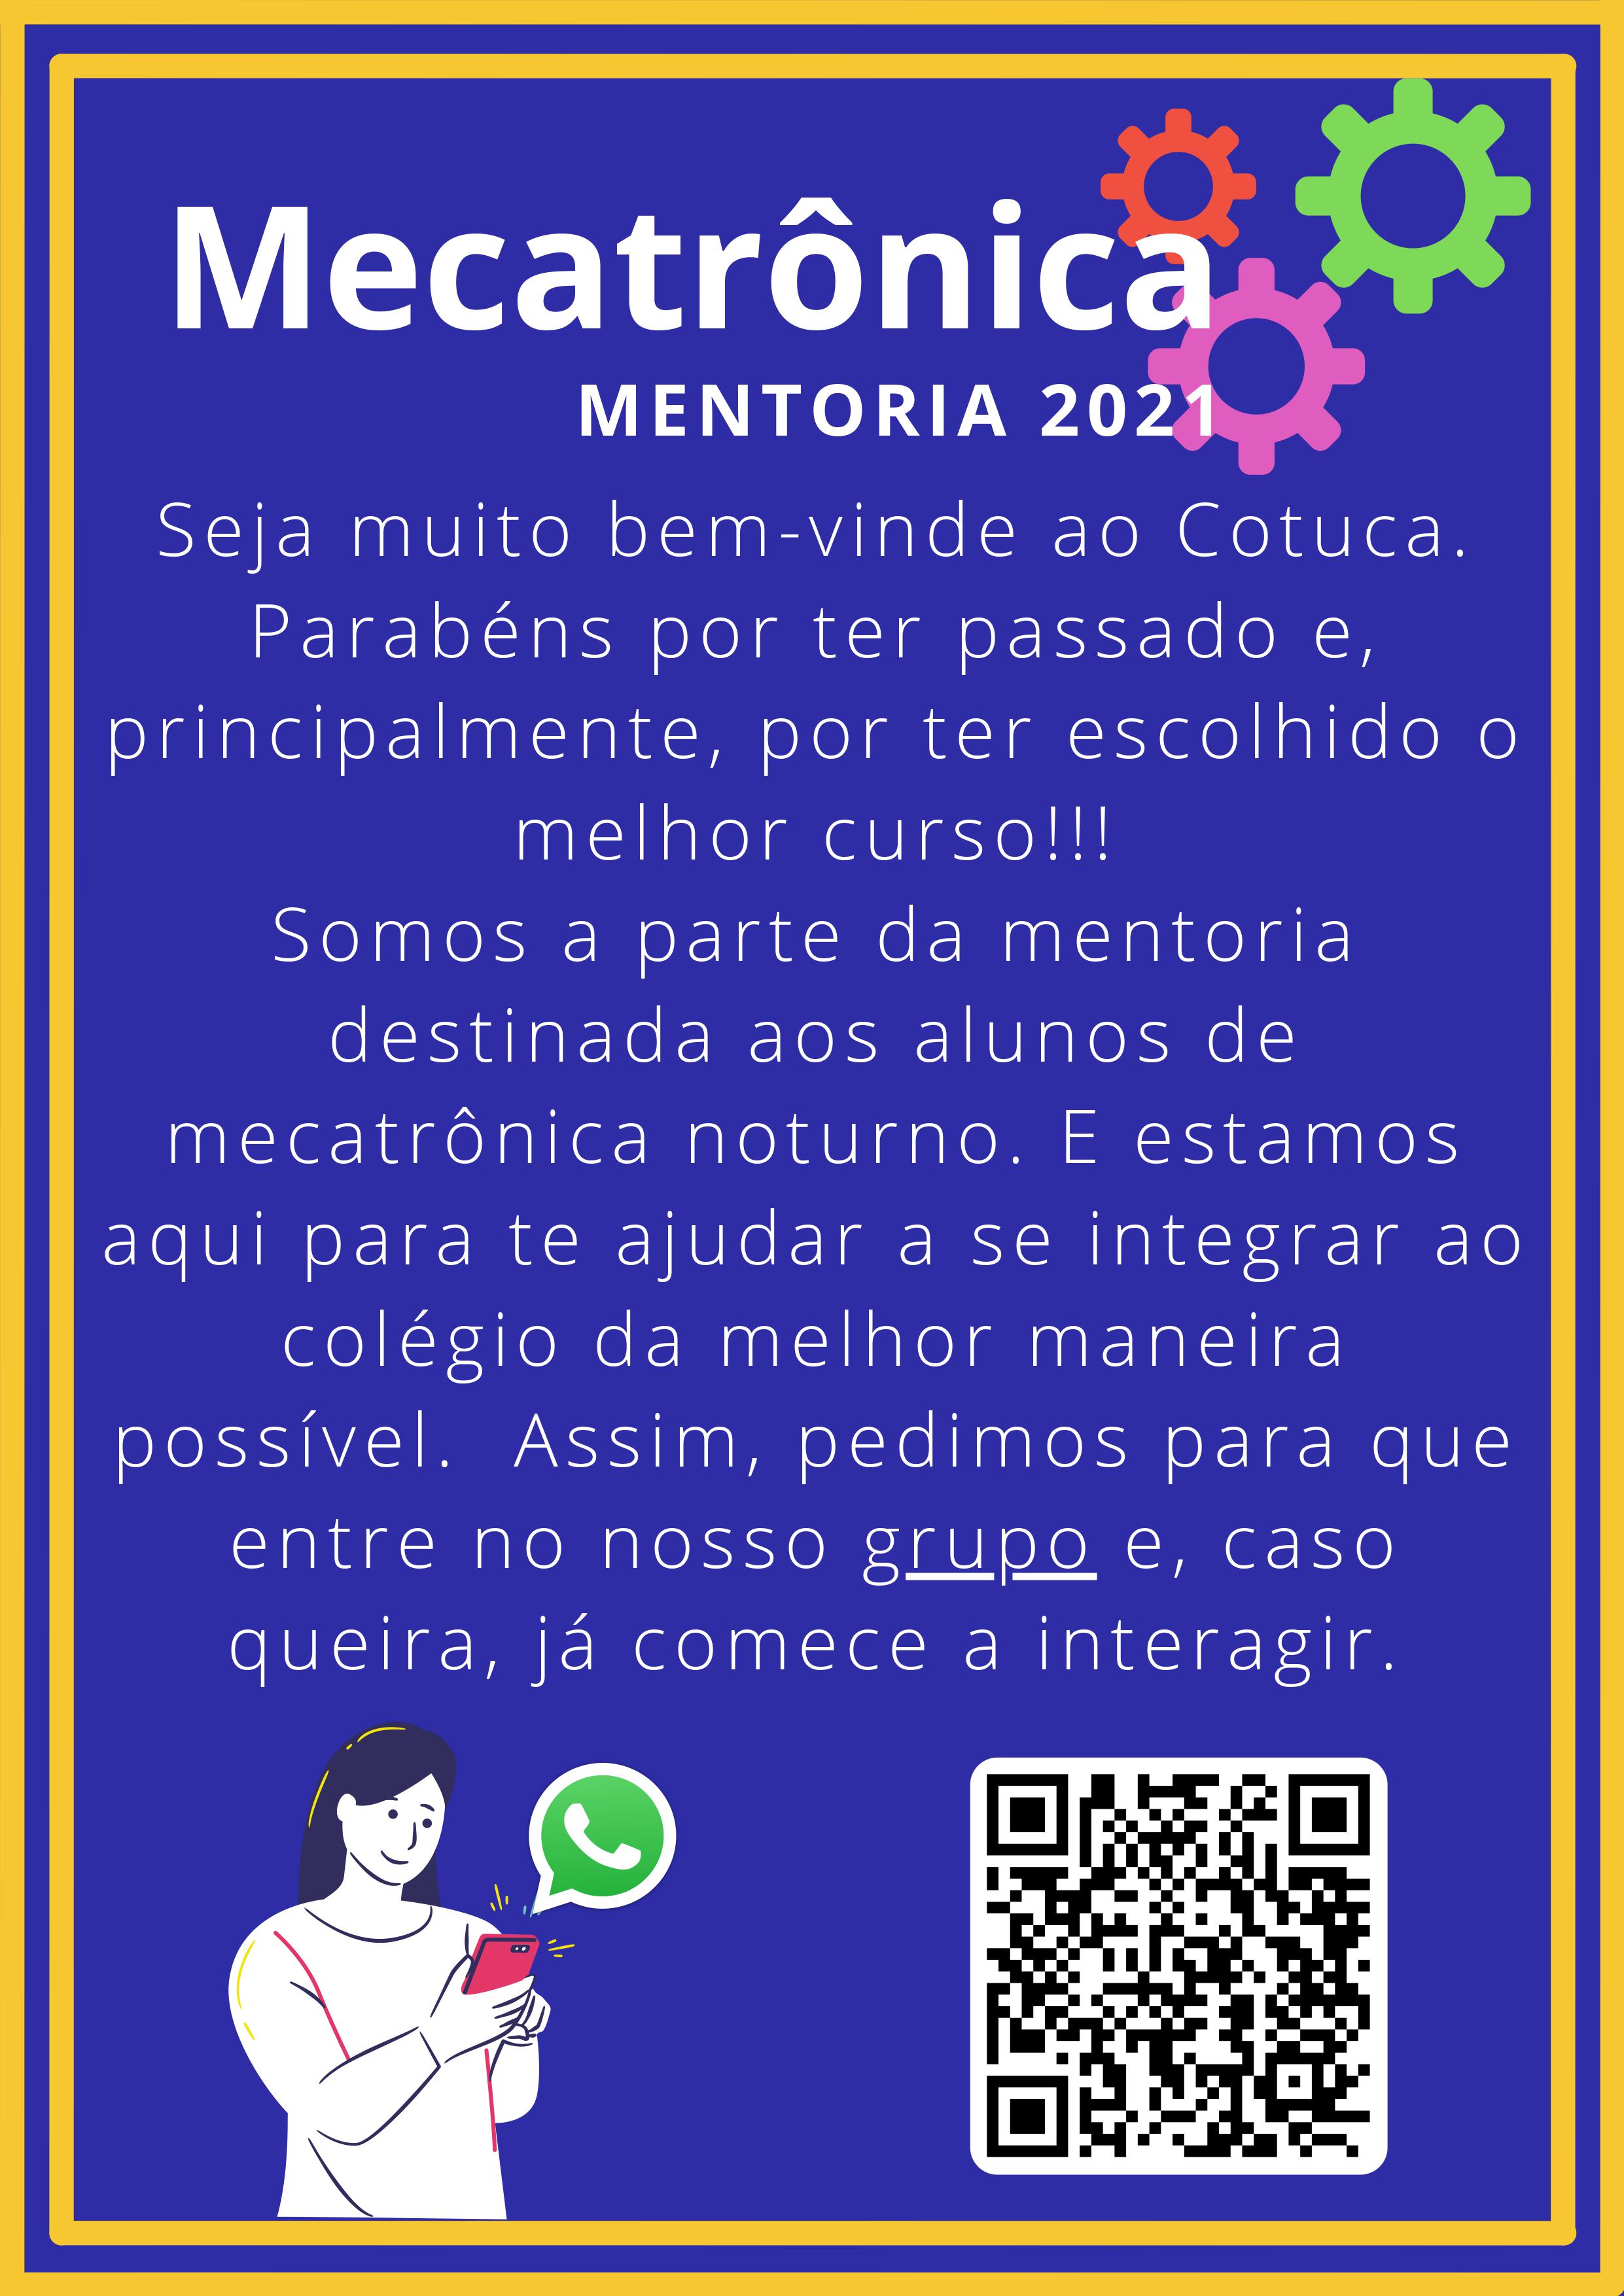 Mecatrônica
MENTORIA 2021
Seja muito bem-vinde ao Cotuca.
Parabéns por ter passado e,
principalmente, por ter escolhido o
melhor curso!!!
Somos a parte da mentoria
destinada aos alunos de
mecatrônica noturno. E estamos
aqui para te ajudar a se integrar ao
colégio da melhor maneira
possível.  Assim, pedimos para que
entre no nosso grupo e, caso
queira, já comece a interagir.